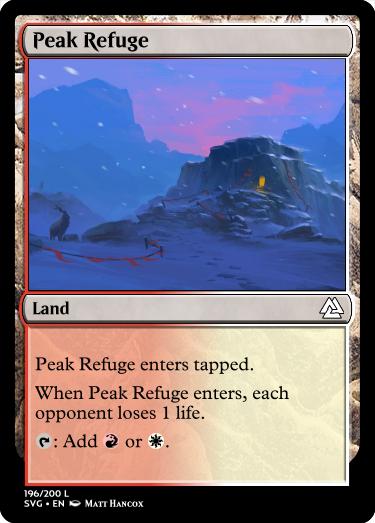 Peak Refuge
Land
Peak Refuge enters tapped.
When Peak Refuge enters, each
opponent loses 1 life.
: Add or .
196/200 L
SVG • EN Matt Hancox